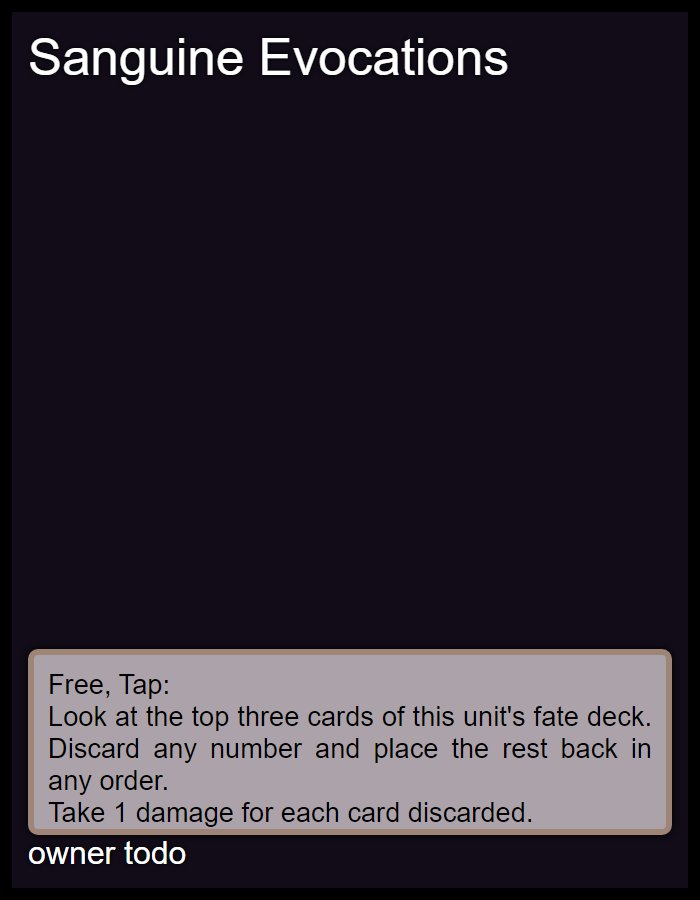 Sanguine Evocations
Free, Tap:
Look at the top three cards of this unit's fate deck.
Discard any number and place the rest back in
any order.
Take 1 damage for each card discarded.
owner todo